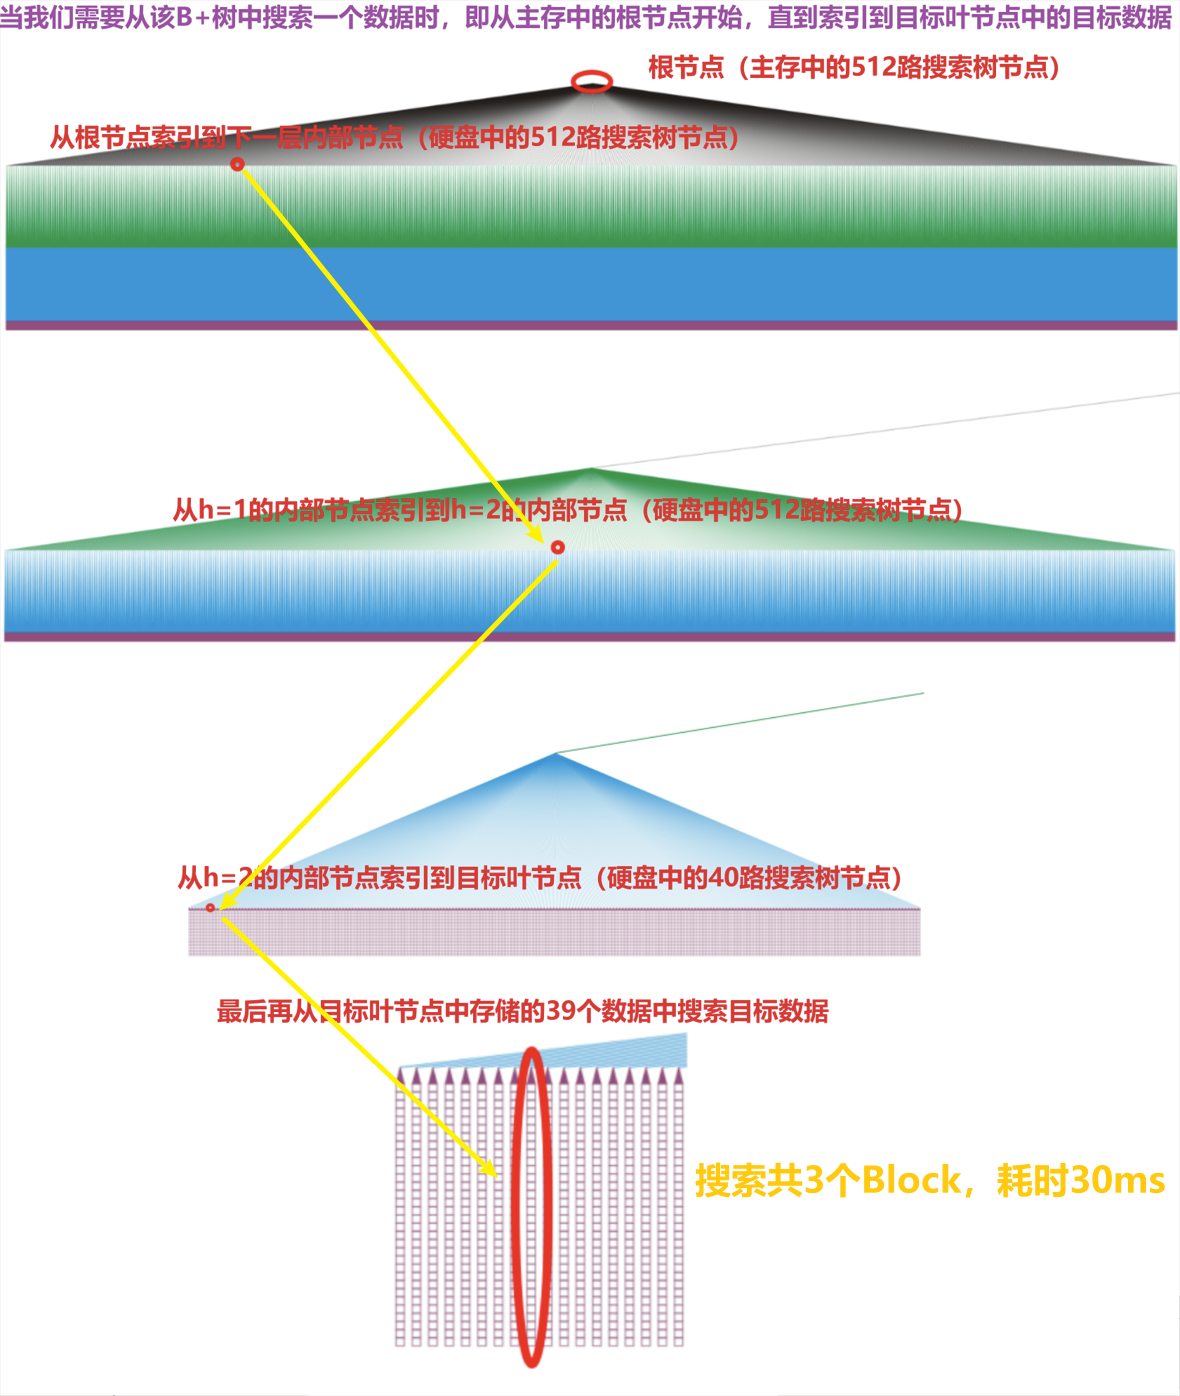 当我们需要从该B+树中搜索一个数据时，即从主存中的根节点开始，直到索引到目标叶节点中的目标数据
根节点（主存中的512路搜索树节点）
从根节点索引到下一层内部节点（硬盘中的512路搜索树节点）
从h=1的内部节点索引到h=2的内部节点（硬盘中的512路搜索树节点）
从h=2的内部节点索引到目标叶节点（硬盘中的40路搜索树节点）
最后再从目标叶节点中存储的39个数据中搜索目标数据
搜索共3个Block，耗时30ms